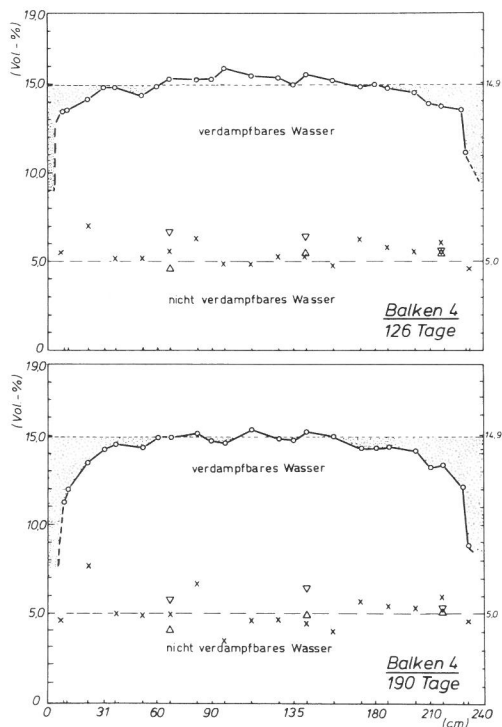 19,0
(Vol-%)
15,0
14,9
verdampfbares Wasser
10,0
5,0
5,0
nicht verdampfbares Wasser
Balken 4
126 Tage
0
19,0
(Vol-%)
15,0
14,9
verdampfbares Wasser
10,0
5,0
5,0
nicht verdampfbares Wasser
Balken 4
190 Tage
0
0 10 31 60 90 135 180 210 240
(cm)